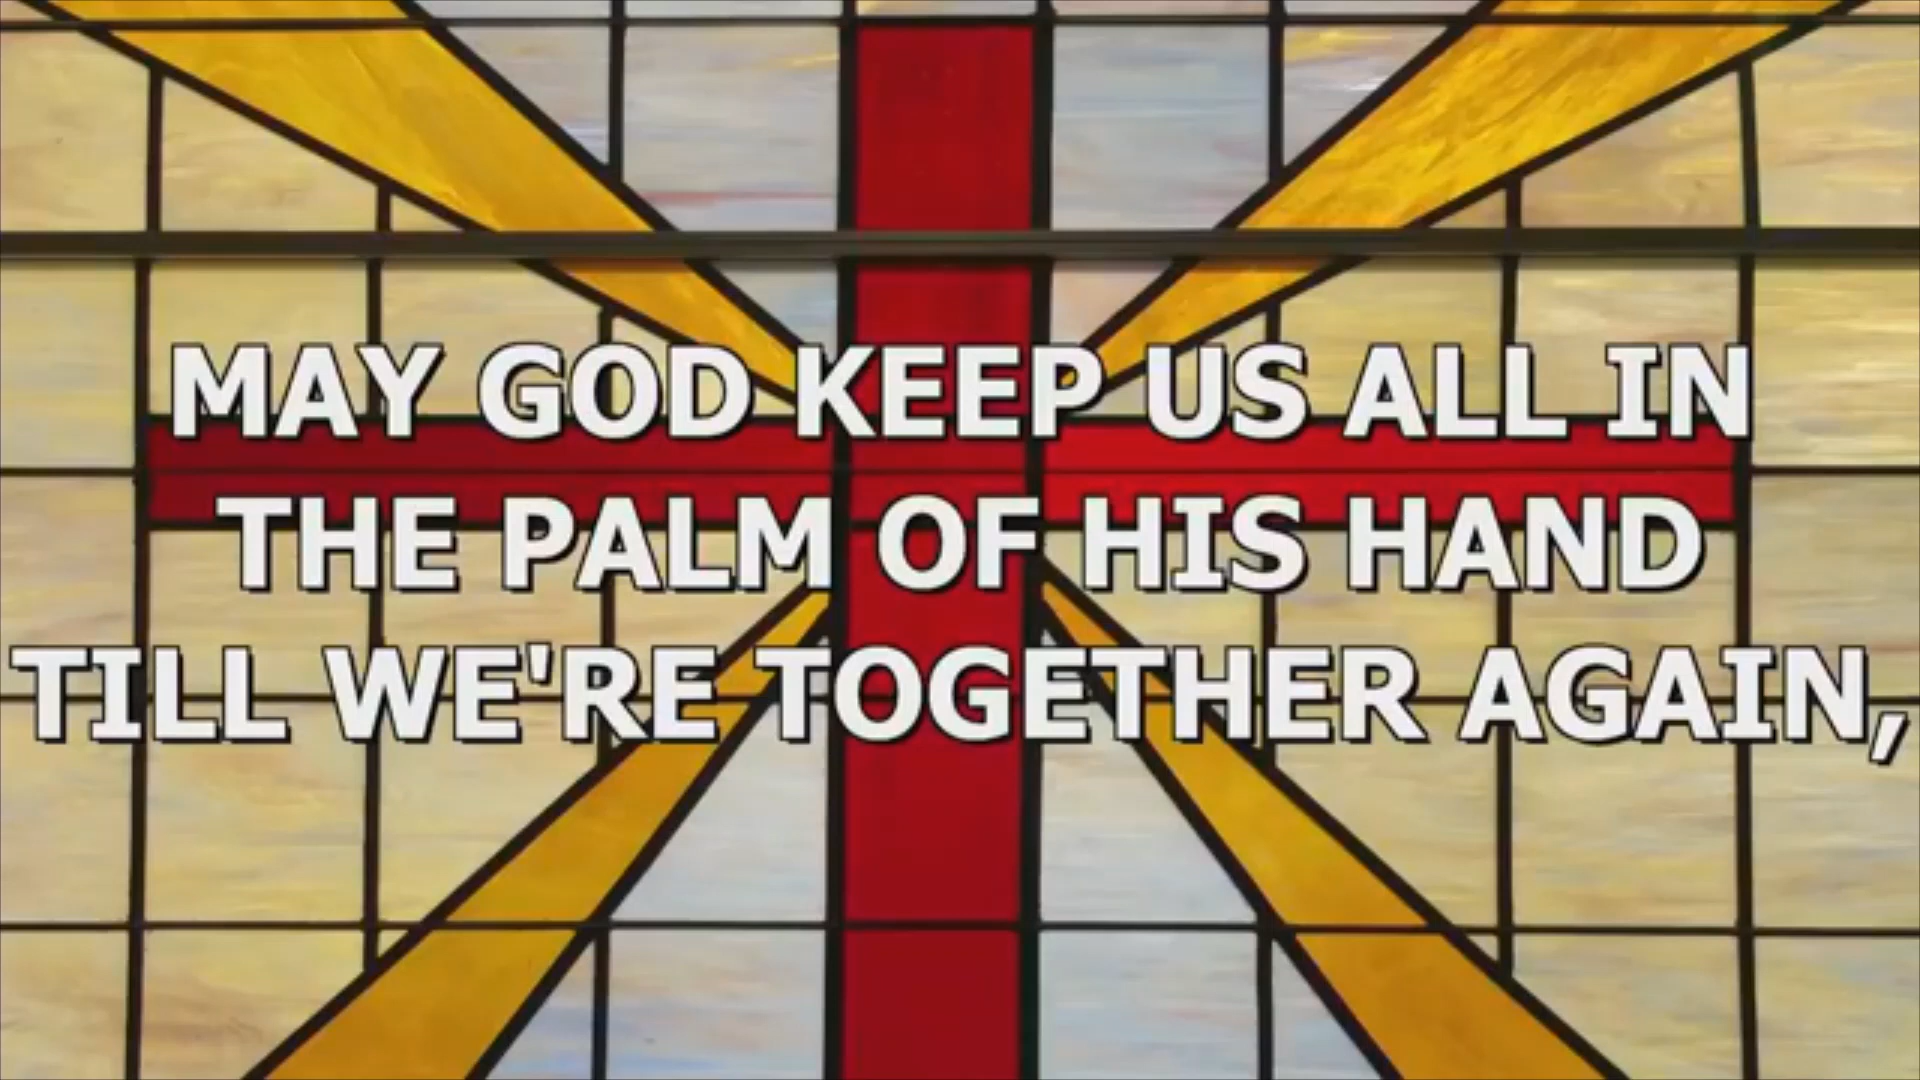 MAY GOD KEEP US ALL IN
THE PALM OF HIS HAND
TILL WE'RE TOGETHER AGAIN,